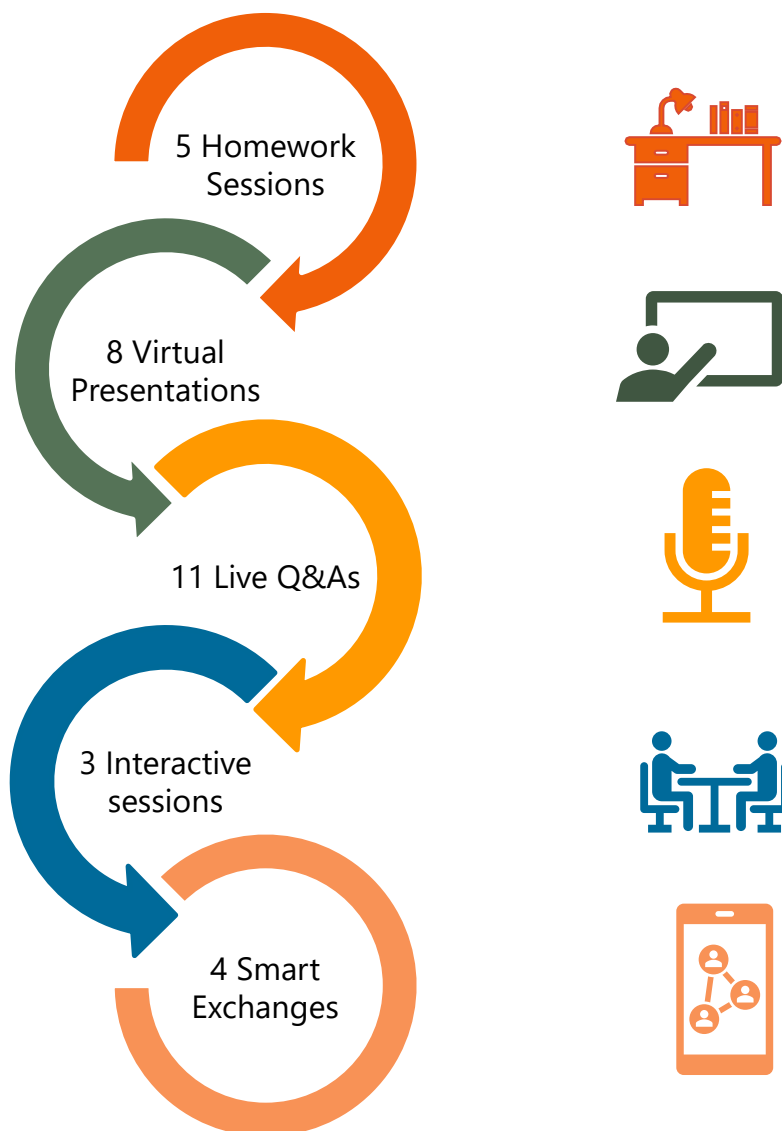 5 Homework
Sessions
8 Virtual
Presentations
11 Live Q&As
3 Interactive
sessions
4 Smart
Exchanges